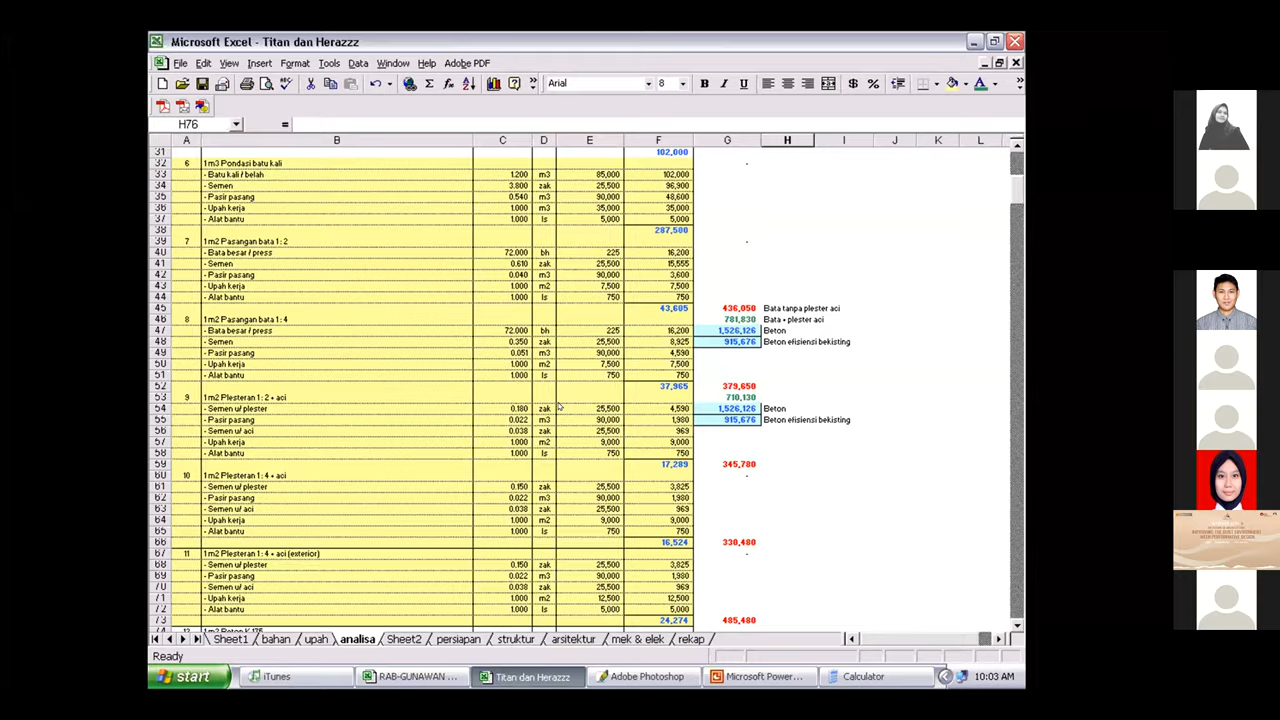 Microsoft Excel - Titan dan Herazzz
File Edit View Insert Format Tools Data Window Help Adobe PDF
Arial 8 B I U $ %
H76 =
A B C D E F G H I J K L
31 102,000
32 6 1m3 Pondasi batu kali
33 - Batu kali / belah 1.200 m3 85,000 102,000
34 - Semen 3.800 zak 25,500 96,900
35 - Pasir pasang 0.540 m3 90,000 48,600
36 - Upah kerja 1.000 m3 35,000 35,000
37 - Alat bantu 1.000 ls 5,000 5,000
38 287,500
39 7 1m2 Pasangan bata 1 : 2
40 - Bata besar / press 72.000 bh 225 16,200
41 - Semen 0.610 zak 25,500 15,555
42 - Pasir pasang 0.040 m3 90,000 3,600
43 - Upah kerja 1.000 m2 7,500 7,500
44 - Alat bantu 1.000 ls 750 750
45 43,605 436,050 Bata tanpa plester aci
46 8 1m2 Pasangan bata 1 : 4 781,830 Bata + plester aci
47 - Bata besar / press 72.000 bh 225 16,200 1,526,126 Beton
48 - Semen 0.350 zak 25,500 8,925 915,676 Beton efisiensi bekisting
49 - Pasir pasang 0.051 m3 90,000 4,590
50 - Upah kerja 1.000 m2 7,500 7,500
51 - Alat bantu 1.000 ls 750 750
52 37,965 379,650
53 9 1m2 Plesteran 1 : 2 + aci 710,130
54 - Semen u/ plester 0.180 zak 25,500 4,590 1,526,126 Beton
55 - Pasir pasang 0.022 m3 90,000 1,980 915,676 Beton efisiensi bekisting
56 - Semen u/ aci 0.038 zak 25,500 969
57 - Upah kerja 1.000 m2 9,000 9,000
58 - Alat bantu 1.000 ls 750 750
59 17,289 345,780
60 10 1m2 Plesteran 1 : 4 + aci
61 - Semen u/ plester 0.150 zak 25,500 3,825
62 - Pasir pasang 0.022 m3 90,000 1,980
63 - Semen u/ aci 0.038 zak 25,500 969
64 - Upah kerja 1.000 m2 9,000 9,000
65 - Alat bantu 1.000 ls 750 750
66 16,524 330,480
67 11 1m2 Plesteran 1 : 4 + aci (exterior)
68 - Semen u/ plester 0.150 zak 25,500 3,825
69 - Pasir pasang 0.022 m3 90,000 1,980
70 - Semen u/ aci 0.038 zak 25,500 969
71 - Upah kerja 1.000 m2 12,500 12,500
72 - Alat bantu 1.000 ls 5,000 5,000
73 24,274 485,480
Sheet1 bahan upah analisa Sheet2 persiapan struktur arsitektur mek & elek rekap
Ready
start iTunes RAB-GUNAWAN ... Titan dan Herazzz Adobe Photoshop Microsoft Power... Calculator 10:03 AM